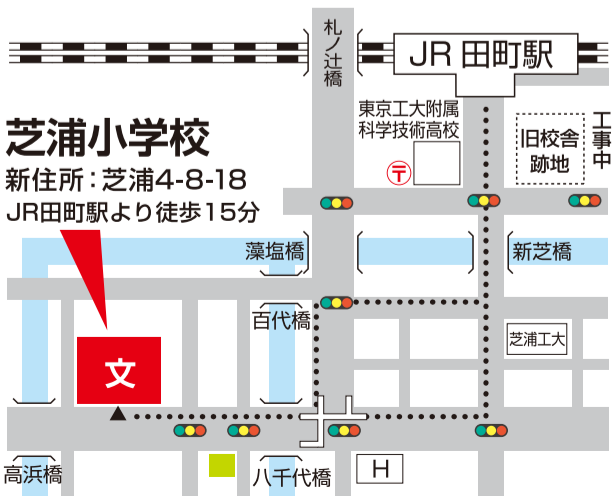 札ノ辻橋
JR 田町駅
東京工大附属
科学技術高校
旧校舎
跡地
工事中
芝浦小学校
新住所：芝浦4-8-18
JR田町駅より徒歩15分
〒
藻塩橋
新芝橋
百代橋
芝浦工大
文
高浜橋
八千代橋
H